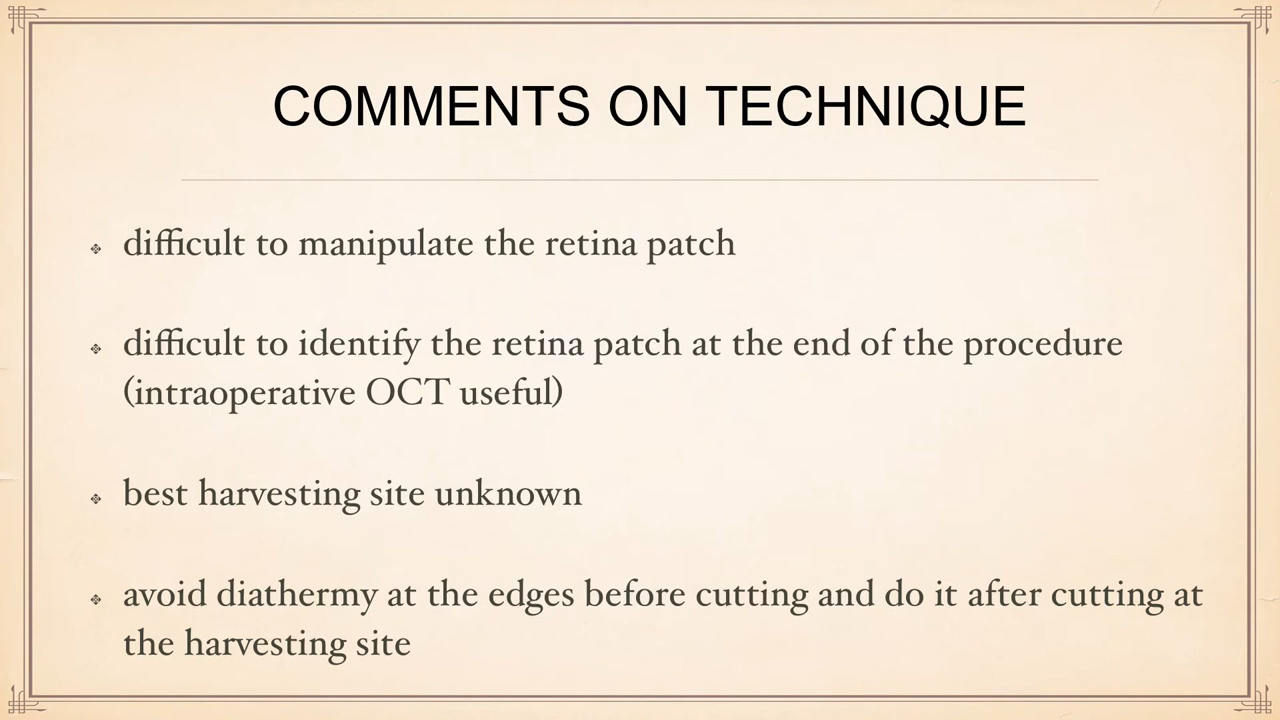 COMMENTS ON TECHNIQUE
difficult to manipulate the retina patch
difficult to identify the retina patch at the end of the procedure
(intraoperative OCT useful)
best harvesting site unknown
avoid diathermy at the edges before cutting and do it after cutting at
the harvesting site